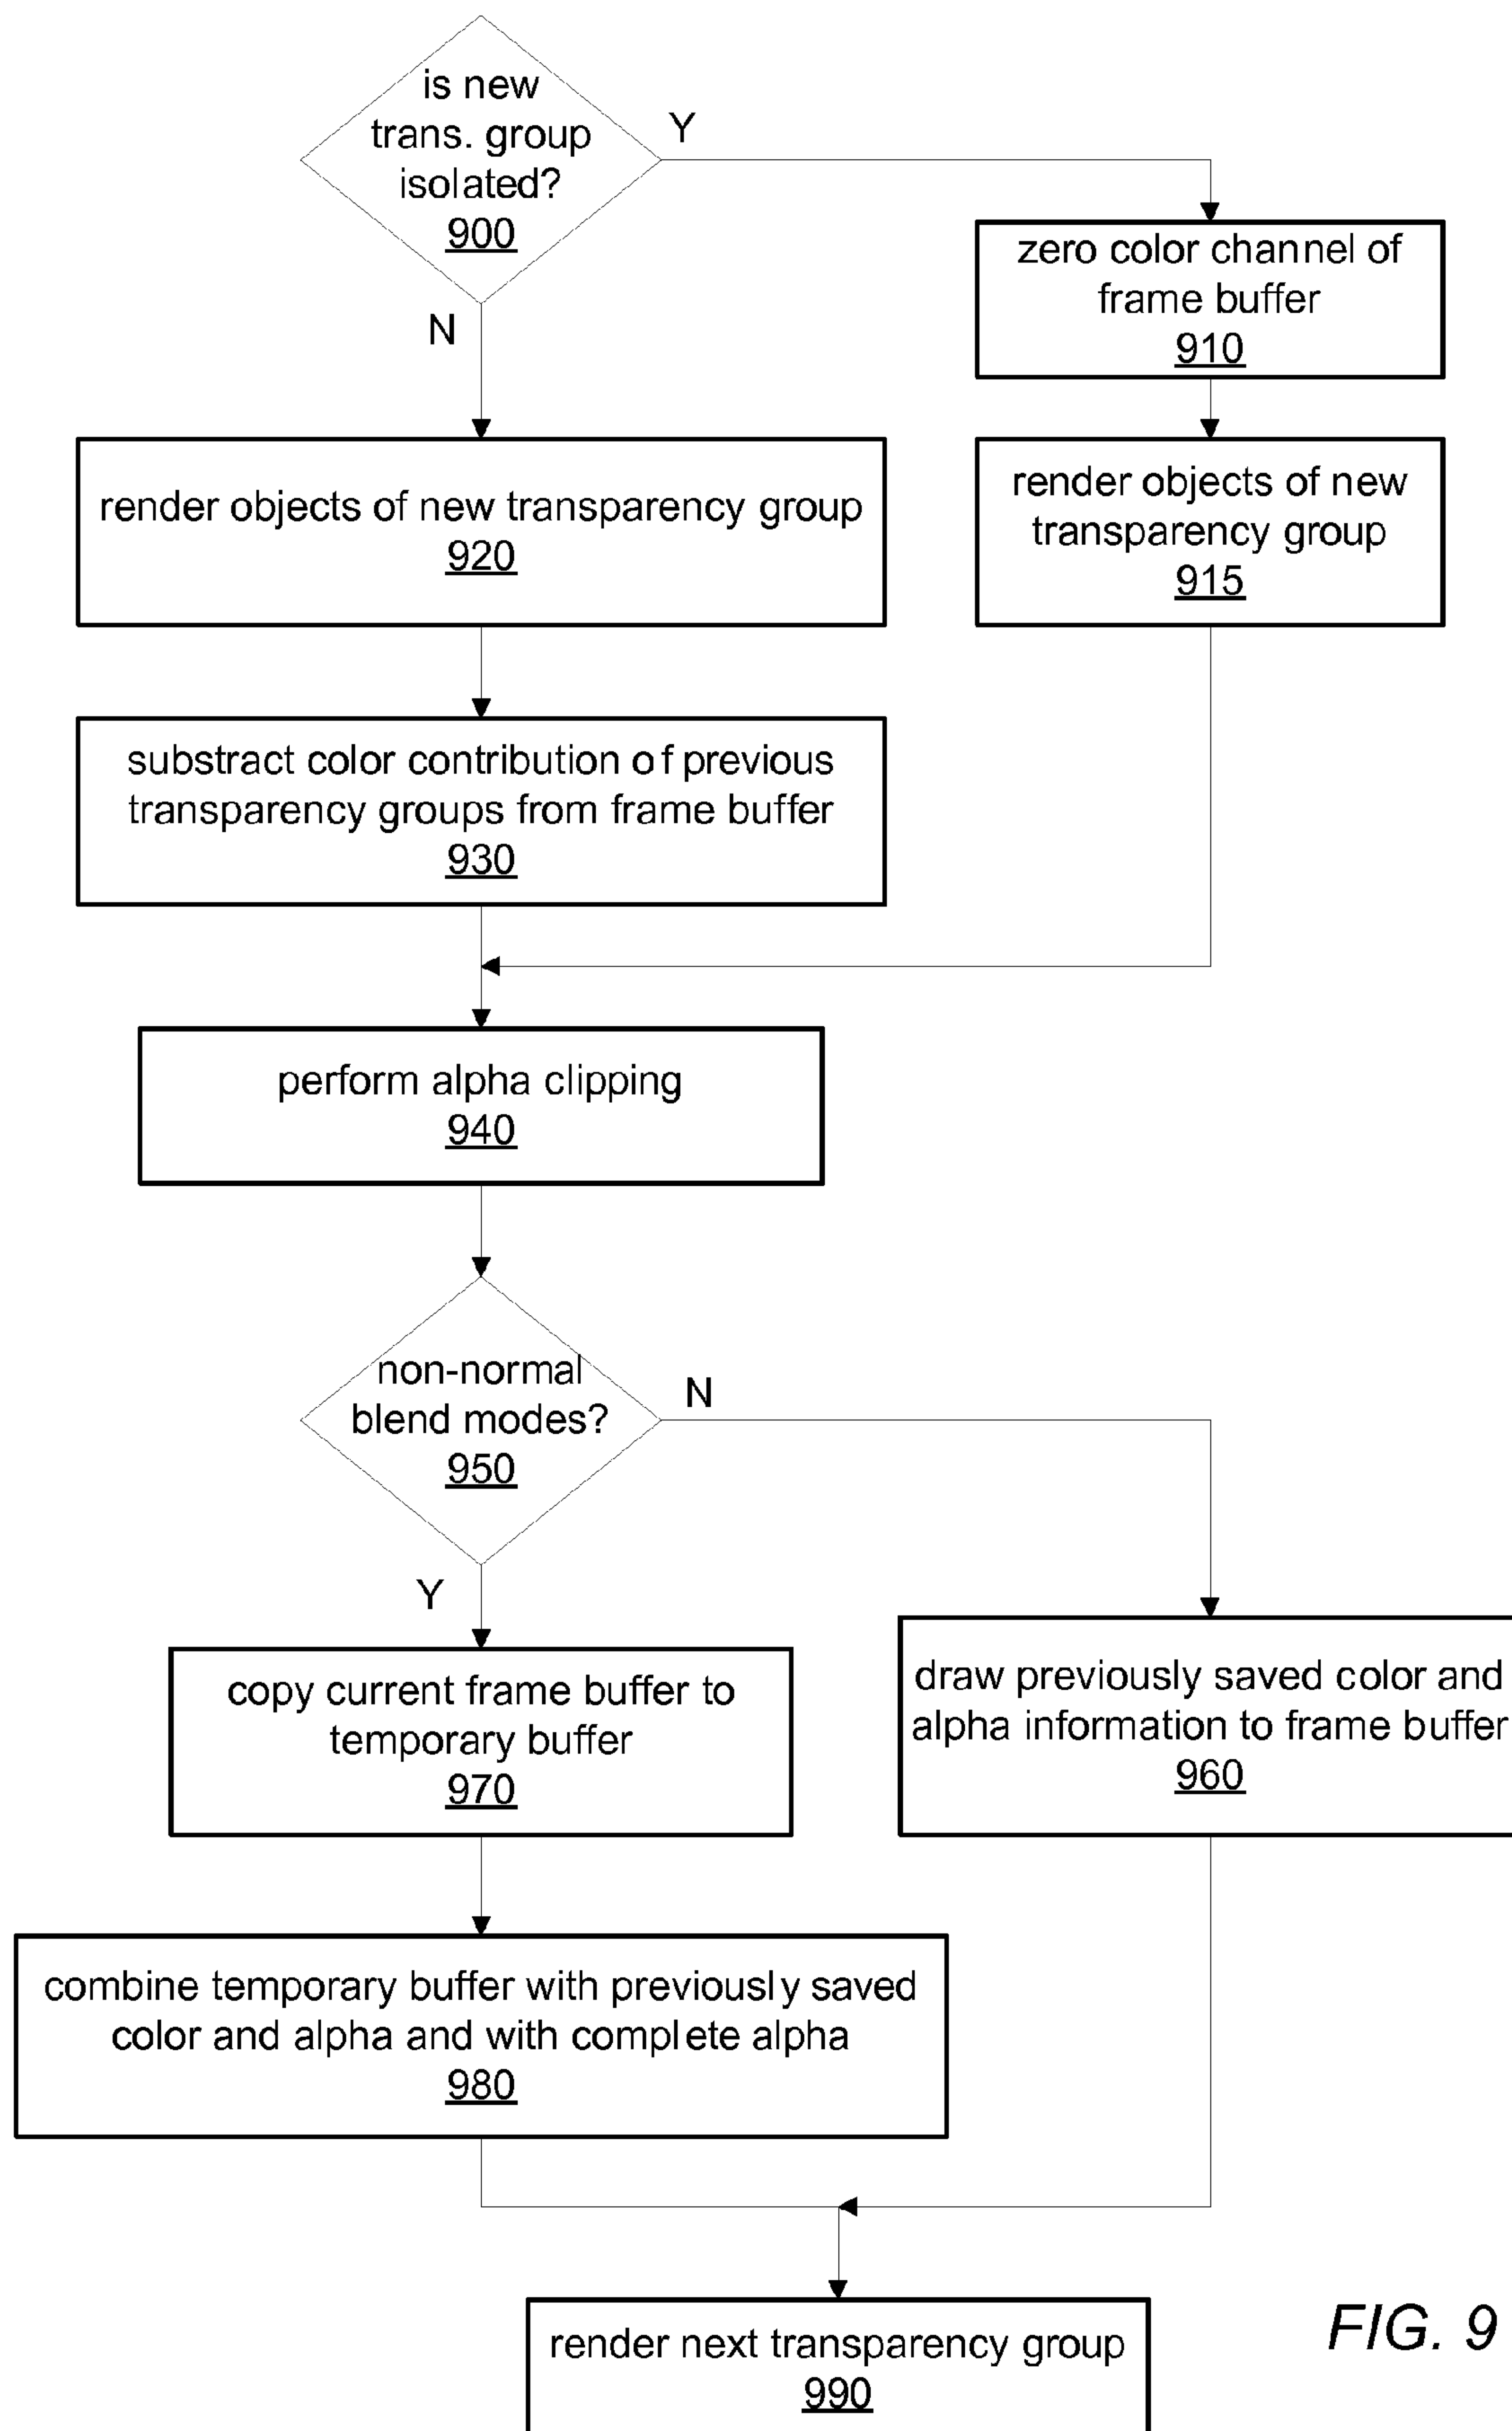 is new
trans. group
isolated?
900
Y
N
zero color channel of
frame buffer
910
render objects of new transparency group
920
render objects of new
transparency group
915
substract color contribution of previous
transparency groups from frame buffer
930
perform alpha clipping
940
non-normal
blend modes?
950
N
Y
copy current frame buffer to
temporary buffer
970
draw previously saved color and
alpha information to frame buffer
960
combine temporary buffer with previously saved
color and alpha and with complete alpha
980
render next transparency group
990
FIG. 9